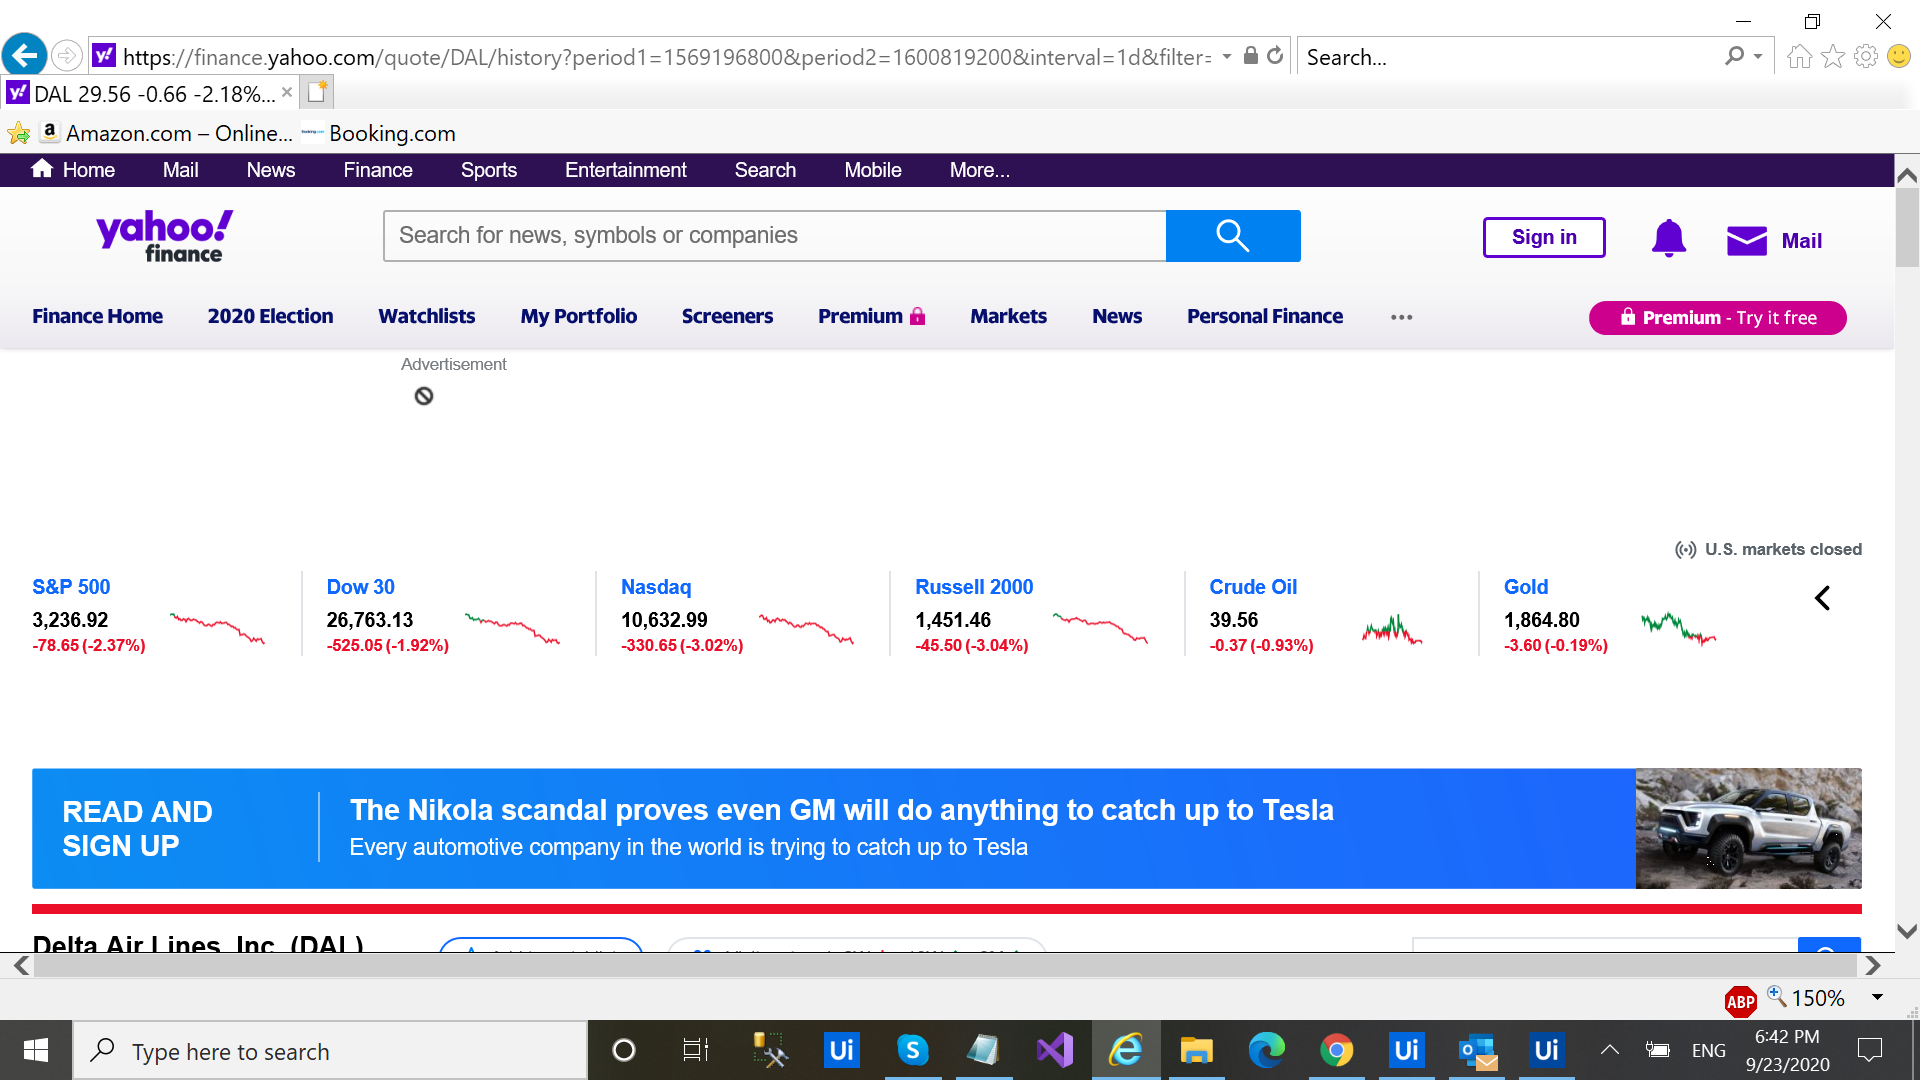 https://finance.yahoo.com/quote/DAL/history?period1=1569196800&period2=1600819200&interval=1d&filter=
Search...
DAL 29.56 -0.66 -2.18%...
Amazon.com – Online...
Booking.com
Home Mail News Finance Sports Entertainment Search Mobile More...
yahoo!
finance
Search for news, symbols or companies
Sign in
Mail
Finance Home 2020 Election Watchlists My Portfolio Screeners Premium Markets News Personal Finance
Premium - Try it free
Advertisement
U.S. markets closed
S&P 500
3,236.92
-78.65 (-2.37%)
Dow 30
26,763.13
-525.05 (-1.92%)
Nasdaq
10,632.99
-330.65 (-3.02%)
Russell 2000
1,451.46
-45.50 (-3.04%)
Crude Oil
39.56
-0.37 (-0.93%)
Gold
1,864.80
-3.60 (-0.19%)
READ AND
SIGN UP
The Nikola scandal proves even GM will do anything to catch up to Tesla
Every automotive company in the world is trying to catch up to Tesla
Delta Air Lines, Inc. (DAL)
ABP
150%
Type here to search
Ui
S
Ui
Ui
ENG
6:42 PM
9/23/2020